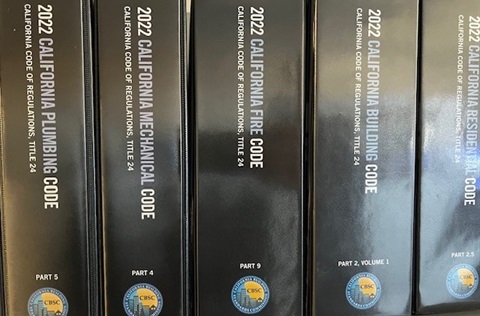 2022 CALIFORNIA PLUMBING CODE
CALIFORNIA CODE OF REGULATIONS, TITLE 24
PART 5
CBSC
2022 CALIFORNIA MECHANICAL CODE
CALIFORNIA CODE OF REGULATIONS, TITLE 24
PART 4
CBSC
2022 CALIFORNIA FIRE CODE
CALIFORNIA CODE OF REGULATIONS, TITLE 24
PART 9
CBSC
2022 CALIFORNIA BUILDING CODE
CALIFORNIA CODE OF REGULATIONS, TITLE 24
PART 2, VOLUME 1
CBSC
2022 CALIFORNIA RESIDENTIAL CODE
CALIFORNIA CODE OF REGULATIONS, TITLE 24
PART 2.5
CBSC